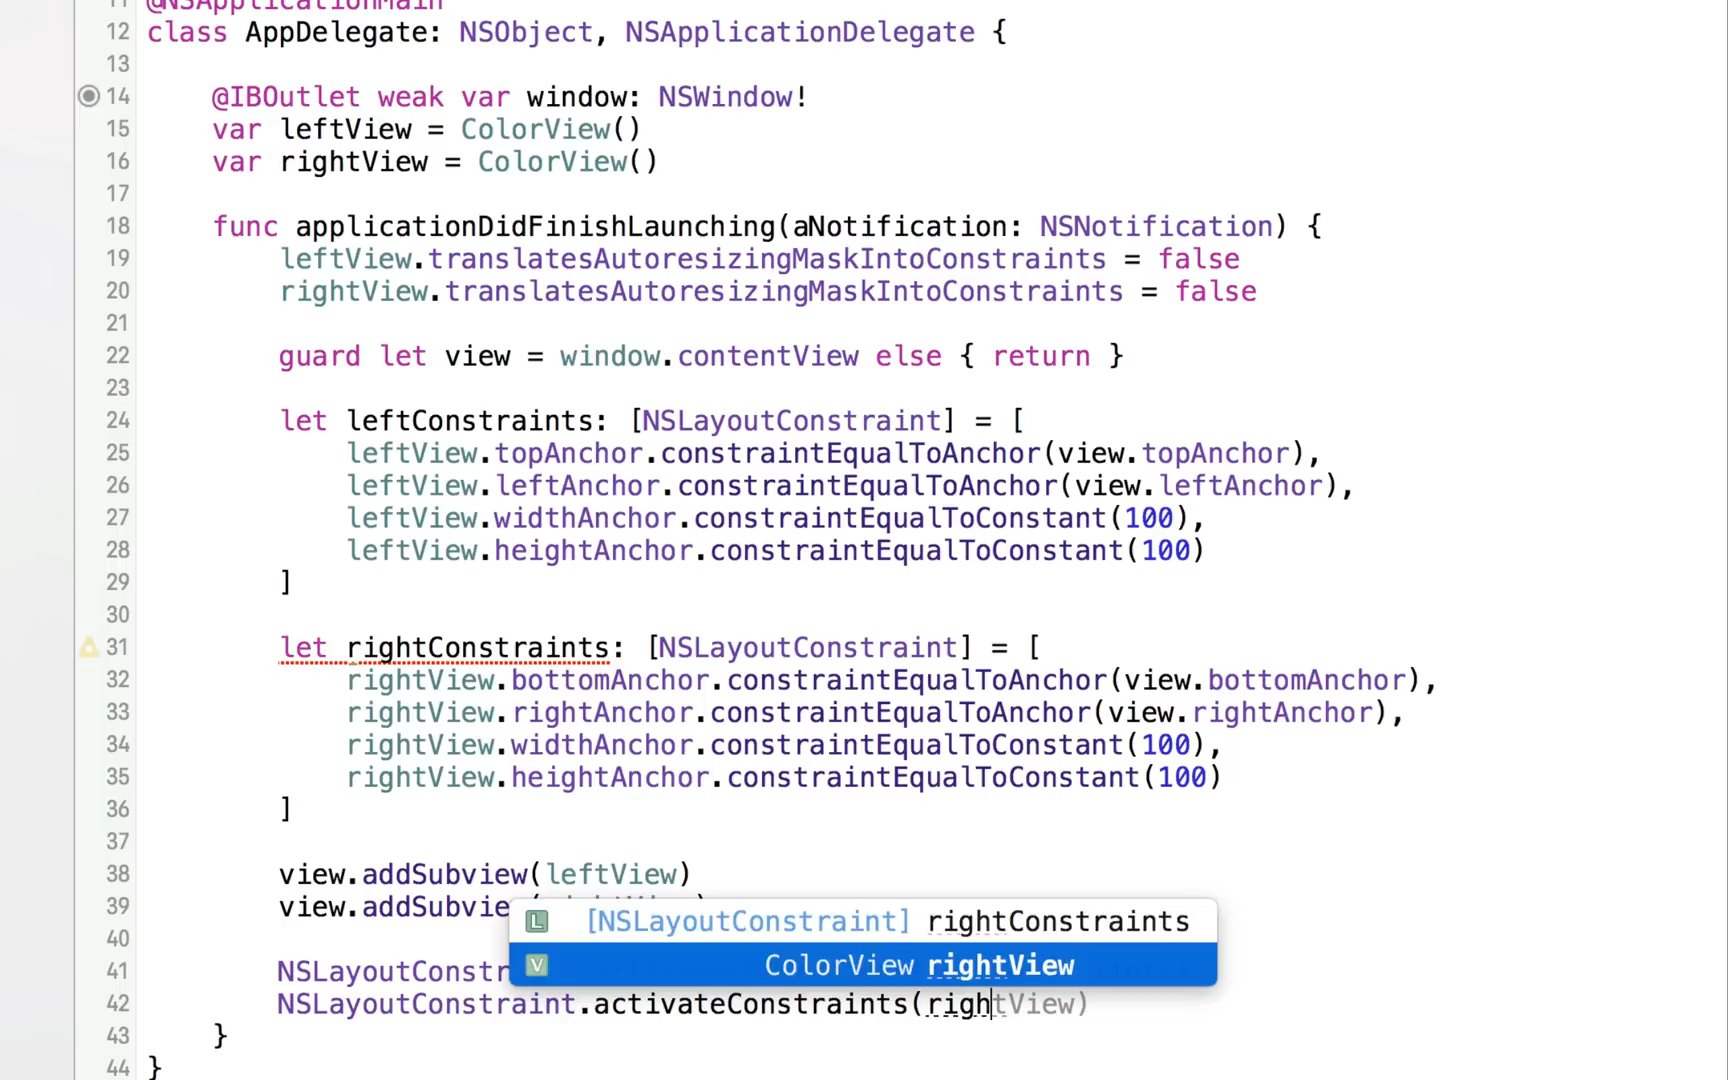 11 @NSApplicationMain
12 class AppDelegate: NSObject, NSApplicationDelegate {
13
14 @IBOutlet weak var window: NSWindow!
15 var leftView = ColorView()
16 var rightView = ColorView()
17
18 func applicationDidFinishLaunching(aNotification: NSNotification) {
19 leftView.translatesAutoresizingMaskIntoConstraints = false
20 rightView.translatesAutoresizingMaskIntoConstraints = false
21
22 guard let view = window.contentView else { return }
23
24 let leftConstraints: [NSLayoutConstraint] = [
25 leftView.topAnchor.constraintEqualToAnchor(view.topAnchor),
26 leftView.leftAnchor.constraintEqualToAnchor(view.leftAnchor),
27 leftView.widthAnchor.constraintEqualToConstant(100),
28 leftView.heightAnchor.constraintEqualToConstant(100)
29 ]
30
31 let rightConstraints: [NSLayoutConstraint] = [
32 rightView.bottomAnchor.constraintEqualToAnchor(view.bottomAnchor),
33 rightView.rightAnchor.constraintEqualToAnchor(view.rightAnchor),
34 rightView.widthAnchor.constraintEqualToConstant(100),
35 rightView.heightAnchor.constraintEqualToConstant(100)
36 ]
37
38 view.addSubview(leftView)
39 view.addSubvie
L [NSLayoutConstraint] rightConstraints
40
V ColorView rightView
41 NSLayoutConstr
42 NSLayoutConstraint.activateConstraints(rightView)
43 }
44 }